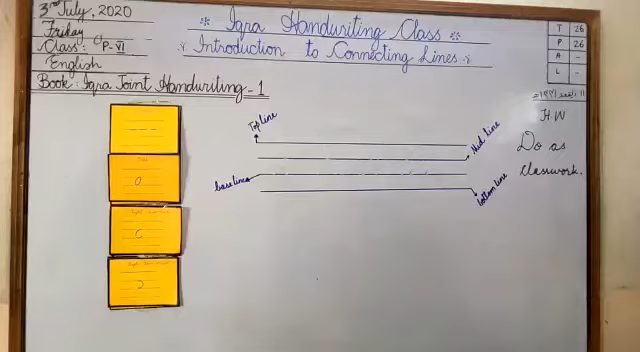 3rd July, 2020
Friday
Class: P-VI
English
Book: Iqra Joint Handwriting-1
* Iqra Handwriting Class *
* Introduction to Connecting Lines *
T 26
P 26
A -
L -
HW
Do as
classwork.
Top line
Mid line
base line
bottom line